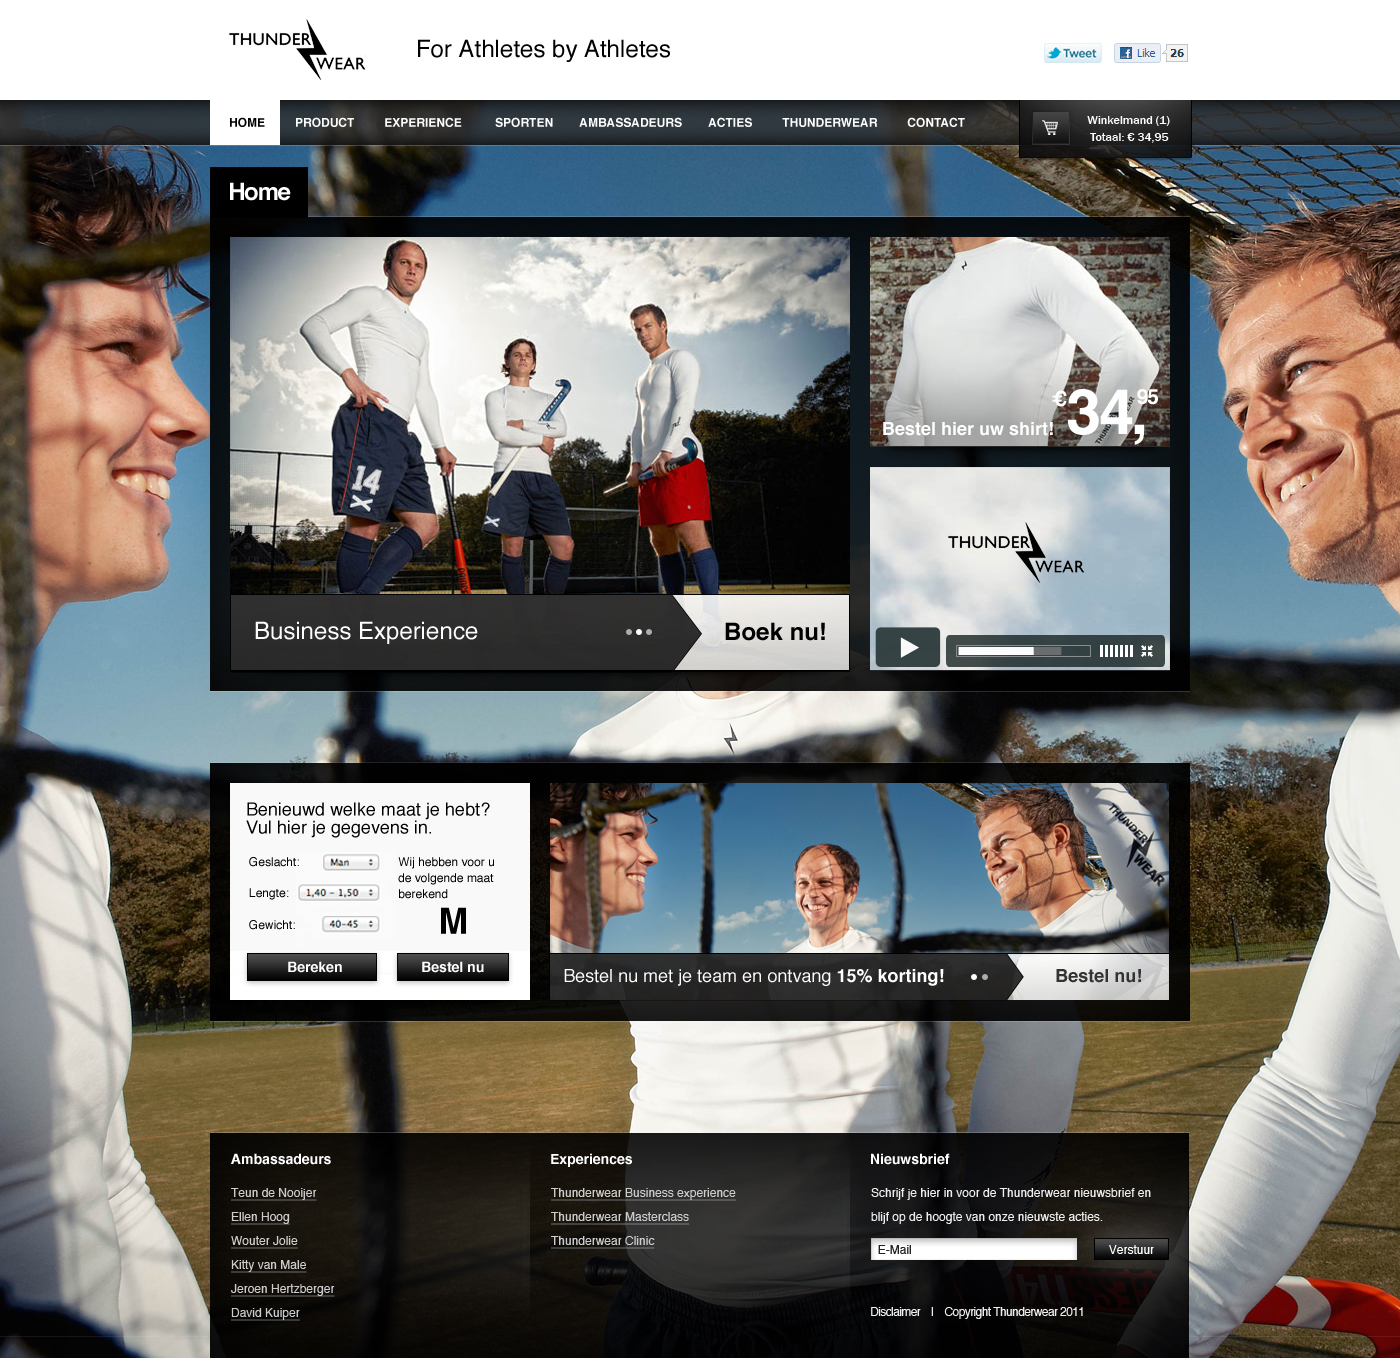 THUNDER
WEAR
For Athletes by Athletes
Tweet
Like
26
HOME
PRODUCT
EXPERIENCE
SPORTEN
AMBASSADEURS
ACTIES
THUNDERWEAR
CONTACT
Winkelmand (1)
Totaal: € 34,95
Home
14
Business Experience
Boek nu!
Bestel hier uw shirt!
€34,95
THUNDER
WEAR
Benieuwd welke maat je hebt?
Vul hier je gegevens in.
Geslacht:
Man
Lengte:
1,40 - 1,50
Gewicht:
40-45
Wij hebben voor u
de volgende maat
berekend
M
Bereken
Bestel nu
THUNDER
WEAR
Bestel nu met je team en ontvang 15% korting!
Bestel nu!
Ambassadeurs
Teun de Nooijer
Ellen Hoog
Wouter Jolie
Kitty van Male
Jeroen Hertzberger
David Kuiper
Experiences
Thunderwear Business experience
Thunderwear Masterclass
Thunderwear Clinic
Nieuwsbrief
Schrijf je hier in voor de Thunderwear nieuwsbrief en
blijf op de hoogte van onze nieuwste acties.
E-Mail
Verstuur
Disclaimer | Copyright Thunderwear 2011